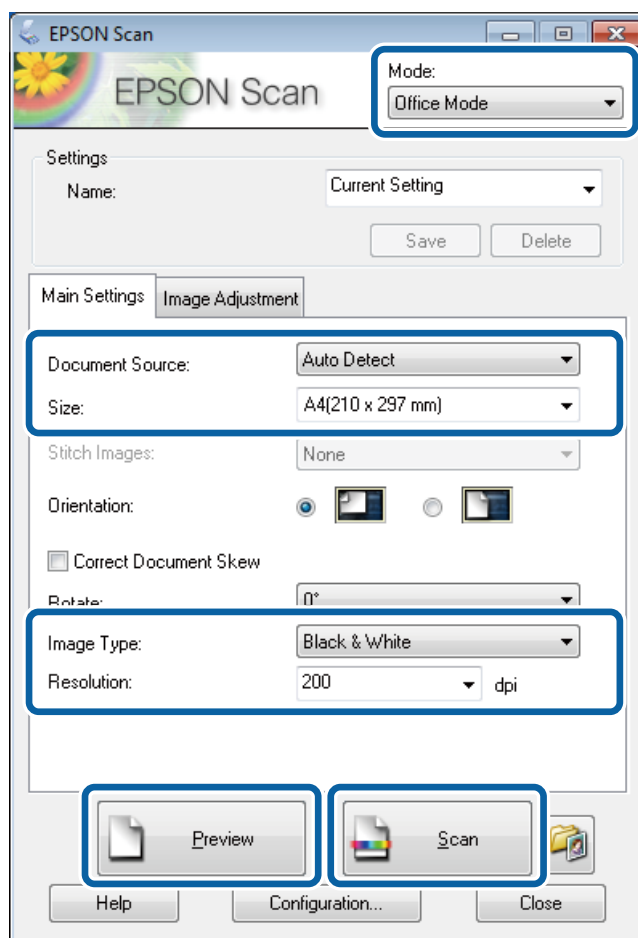 EPSON Scan
EPSON Scan
Mode:
Office Mode
Settings
Name:
Current Setting
Save
Delete
Main Settings
Image Adjustment
Document Source:
Auto Detect
Size:
A4(210 x 297 mm)
Stitch Images:
None
Orientation:
Correct Document Skew
Rotate:
0°
Image Type:
Black & White
Resolution:
200
dpi
Preview
Scan
Help
Configuration...
Close